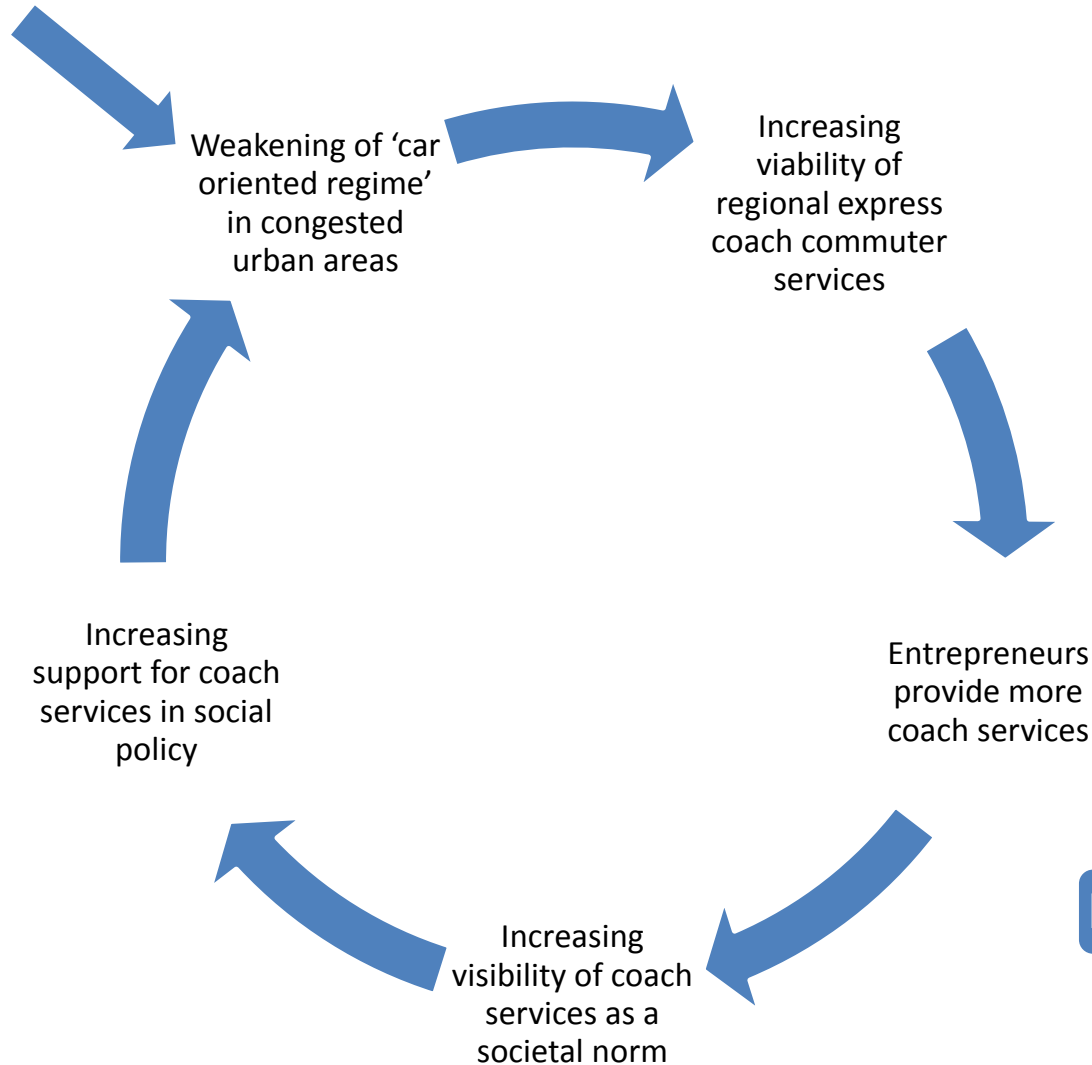 Weakening of ‘car
oriented regime’
in congested
urban areas
Increasing
viability of
regional express
coach commuter
services
Entrepreneurs
provide more
coach services
Increasing
visibility of coach
services as a
societal norm
Increasing
support for coach
services in social
policy